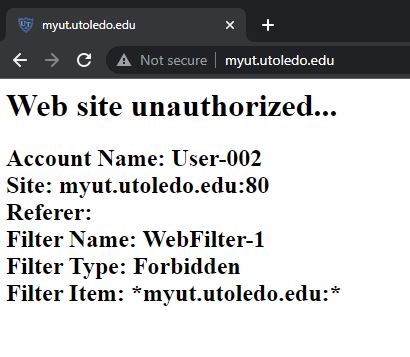 myut.utoledo.edu
Not secure | myut.utoledo.edu
Web site unauthorized...
Account Name: User-002
Site: myut.utoledo.edu:80
Referer:
Filter Name: WebFilter-1
Filter Type: Forbidden
Filter Item: *myut.utoledo.edu:*